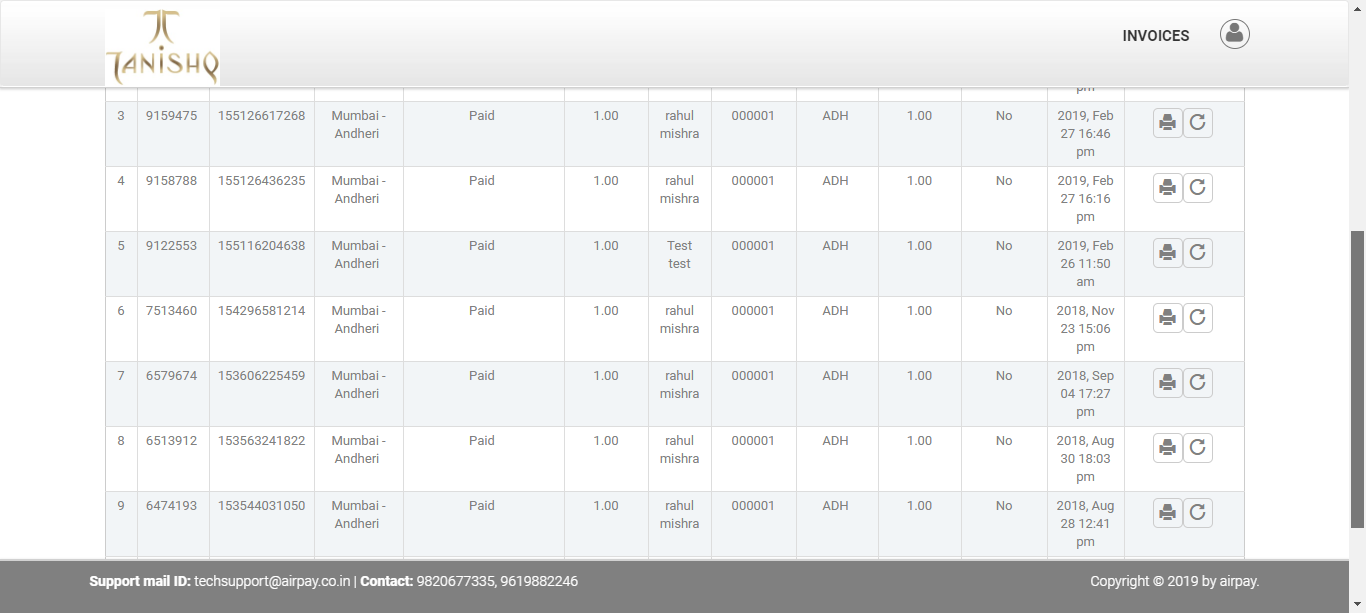 TANISHQ
INVOICES
pm
3 9159475 155126617268 Mumbai - Paid 1.00 rahul 000001 ADH 1.00 No 2019, Feb
Andheri mishra 27 16:46
pm
4 9158788 155126436235 Mumbai - Paid 1.00 rahul 000001 ADH 1.00 No 2019, Feb
Andheri mishra 27 16:16
pm
5 9122553 155116204638 Mumbai - Paid 1.00 Test 000001 ADH 1.00 No 2019, Feb
Andheri test 26 11:50
am
6 7513460 154296581214 Mumbai - Paid 1.00 rahul 000001 ADH 1.00 No 2018, Nov
Andheri mishra 23 15:06
pm
7 6579674 153606225459 Mumbai - Paid 1.00 rahul 000001 ADH 1.00 No 2018, Sep
Andheri mishra 04 17:27
pm
8 6513912 153563241822 Mumbai - Paid 1.00 rahul 000001 ADH 1.00 No 2018, Aug
Andheri mishra 30 18:03
pm
9 6474193 153544031050 Mumbai - Paid 1.00 rahul 000001 ADH 1.00 No 2018, Aug
Andheri mishra 28 12:41
pm
Support mail ID: techsupport@airpay.co.in | Contact: 9820677335, 9619882246 Copyright © 2019 by airpay.